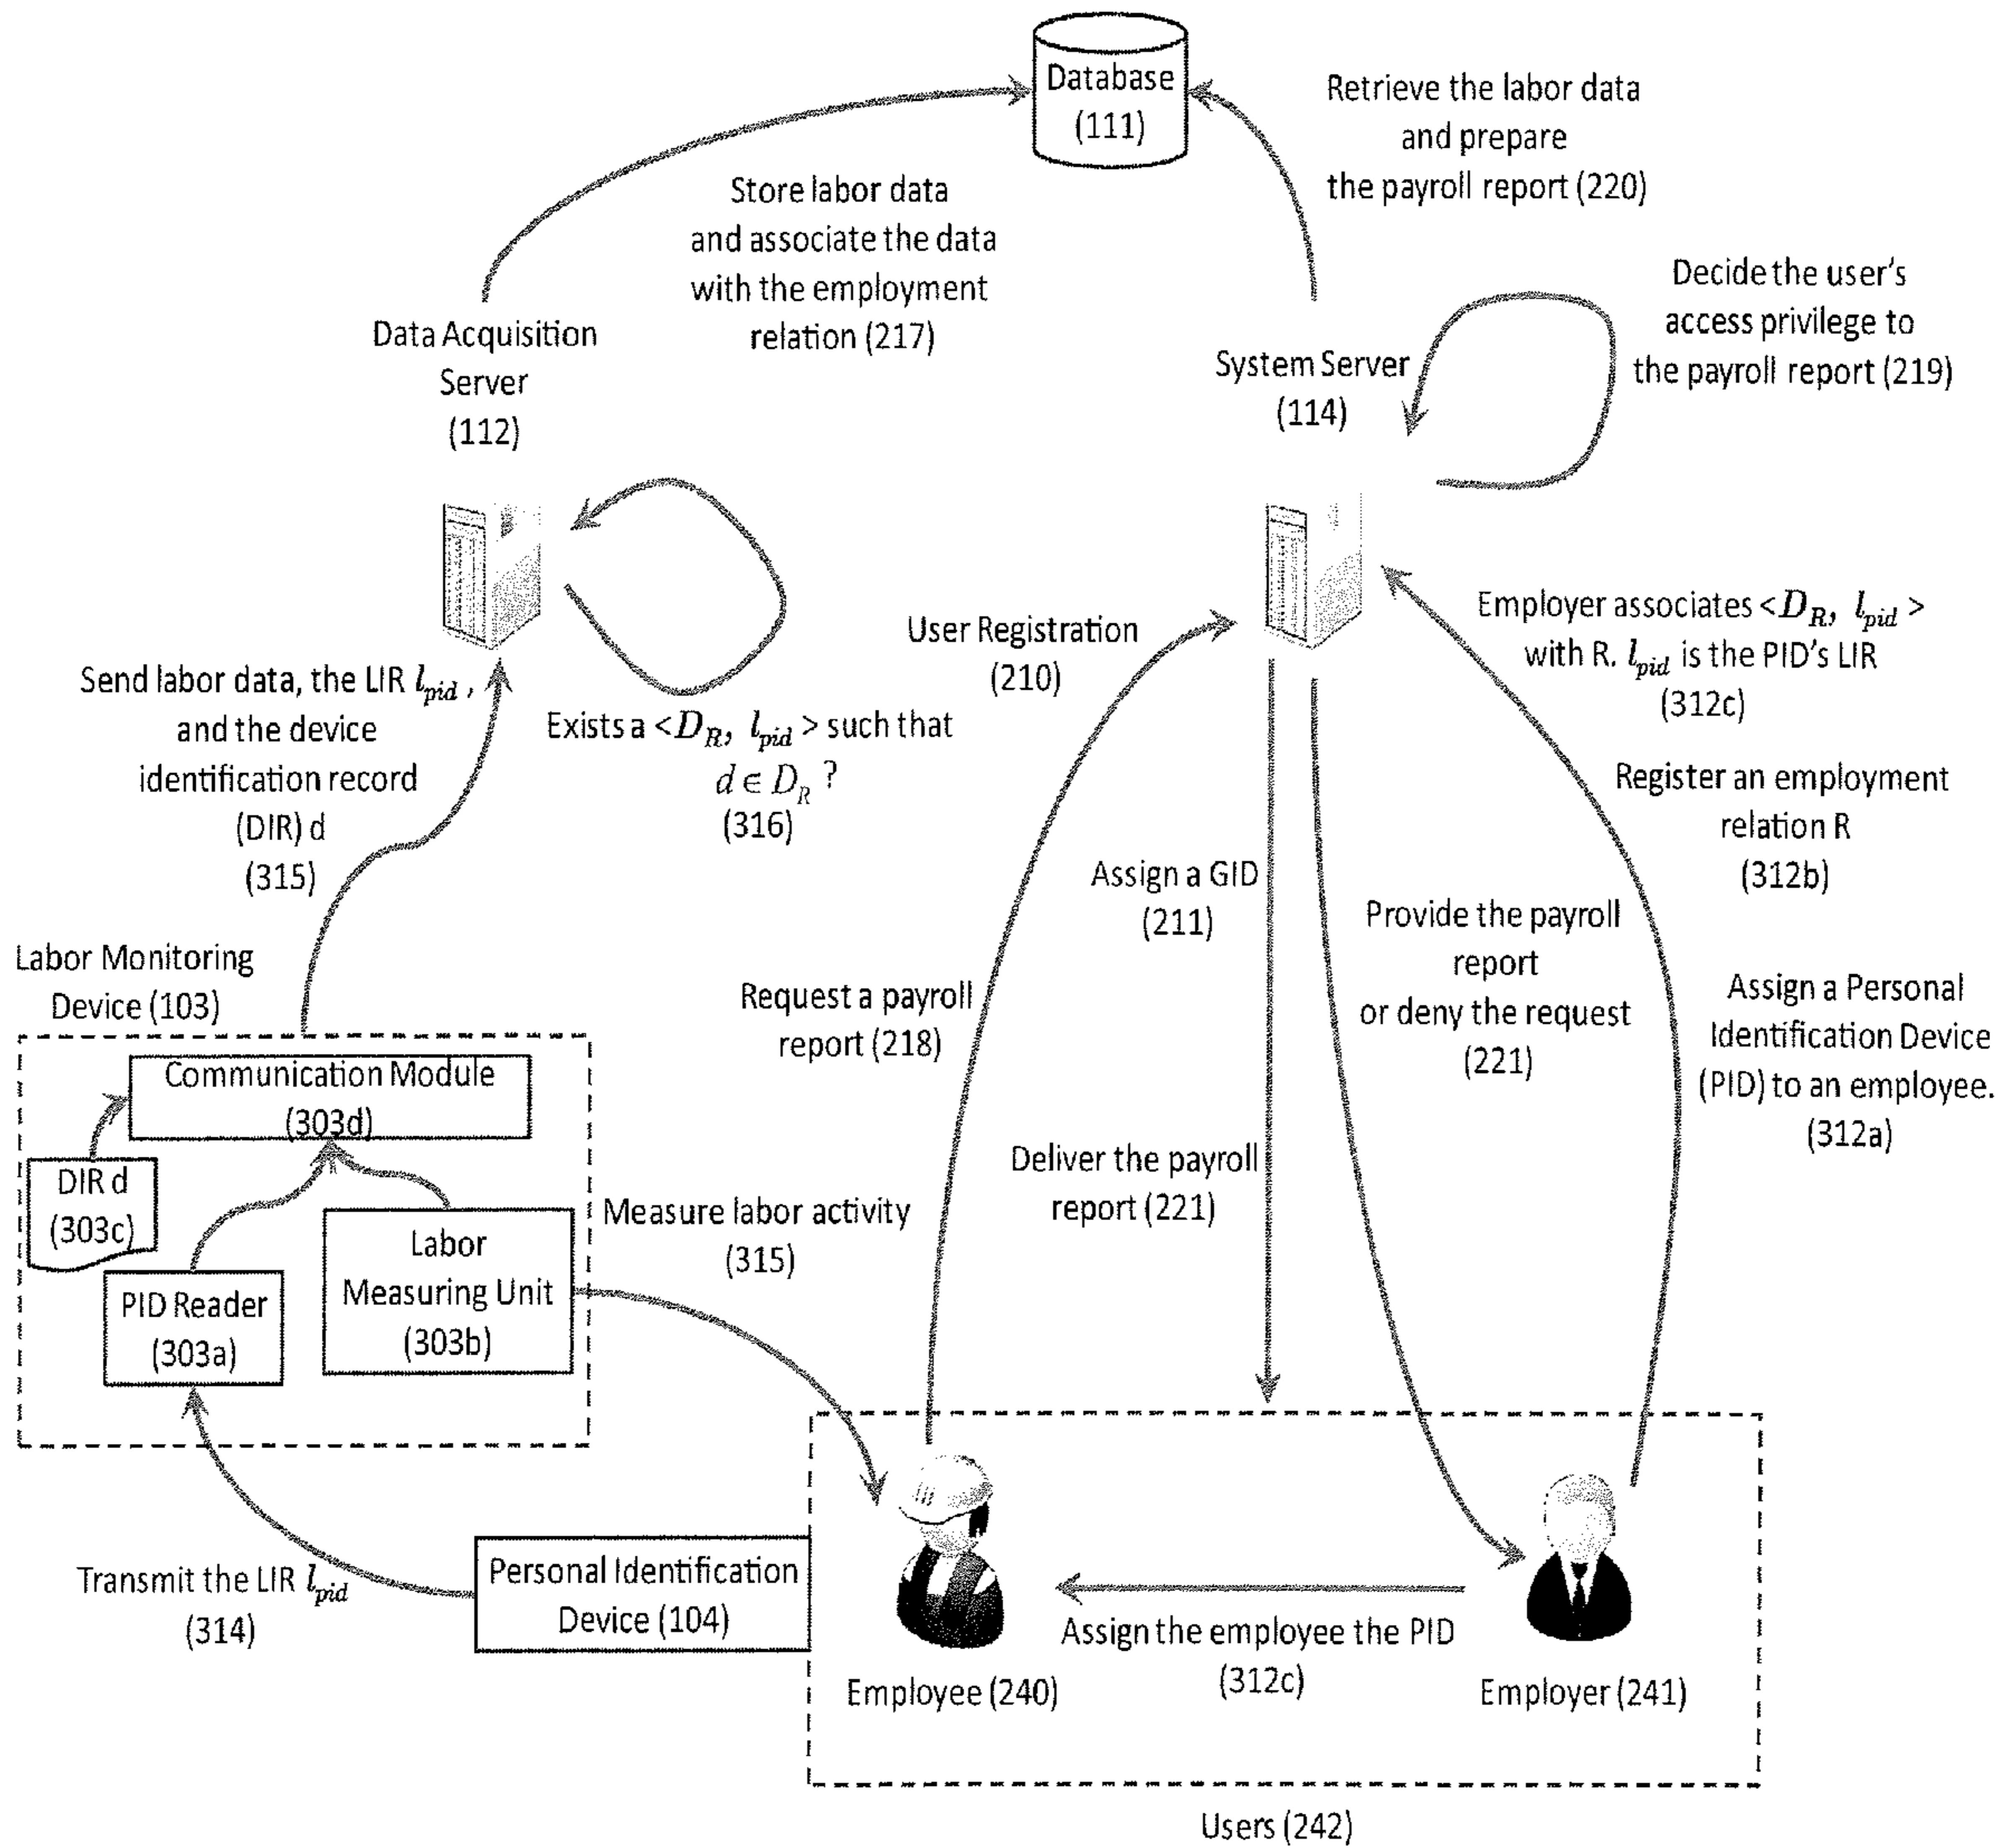 Database
(111)
Retrieve the labor data
and prepare
the payroll report (220)
Store labor data
and associate the data
with the employment
relation (217)
Decide the user's
access privilege to
the payroll report (219)
Data Acquisition
Server
(112)
System Server
(114)
User Registration
(210)
Employer associates <D_R, l_pid>
with R. l_pid is the PID's LIR
(312c)
Send labor data, the LIR l_pid,
and the device
identification record
(DIR) d
(315)
Exists a <D_R, l_pid> such that
d ∈ D_R ?
(316)
Register an employment
relation R
(312b)
Assign a GID
(211)
Provide the payroll
report
or deny the request
(221)
Labor Monitoring
Device (103)
Request a payroll
report (218)
Assign a Personal
Identification Device
(PID) to an employee.
(312a)
Communication Module
(303d)
DIR d
(303c)
PID Reader
(303a)
Labor
Measuring Unit
(303b)
Measure labor activity
(315)
Deliver the payroll
report (221)
Transmit the LIR l_pid
(314)
Personal Identification
Device (104)
Assign the employee the PID
(312c)
Employee (240)
Employer (241)
Users (242)